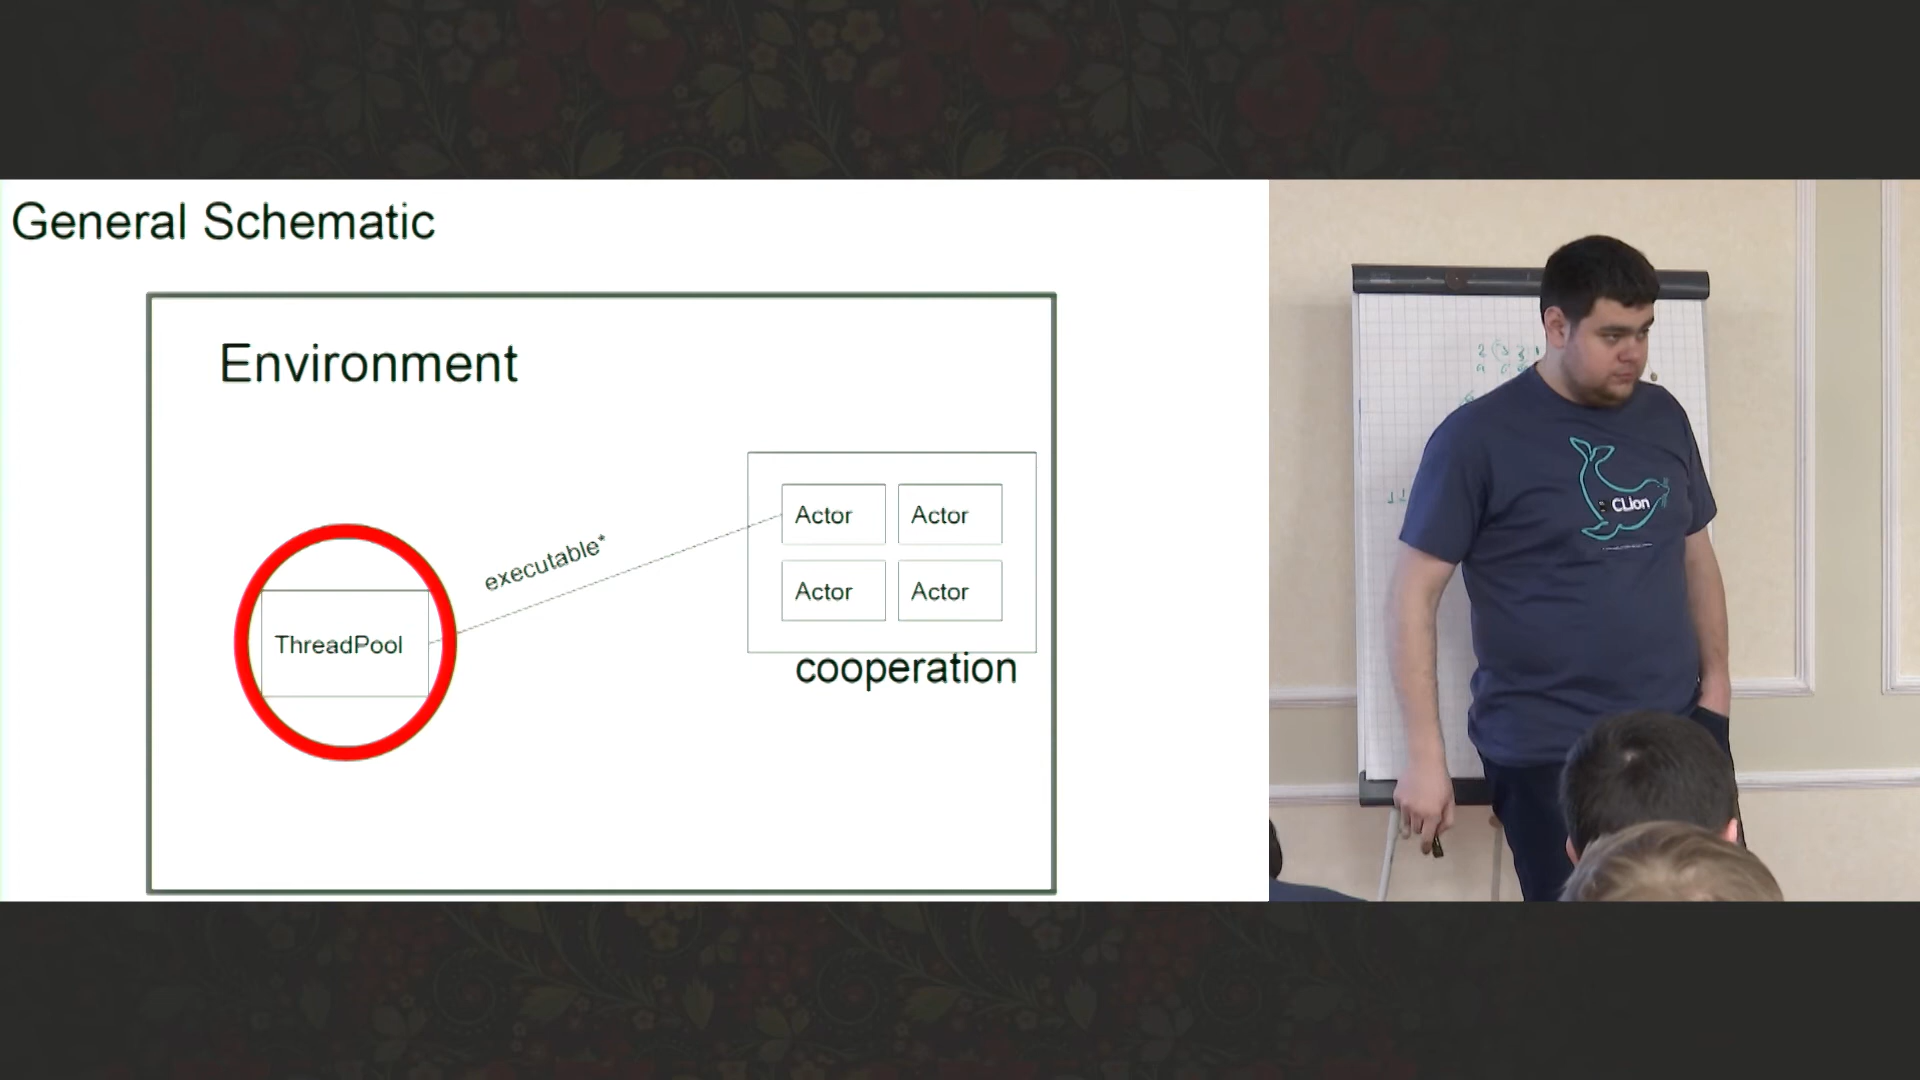 General Schematic
Environment
Actor Actor
executable*
Actor Actor
ThreadPool
cooperation
CLion